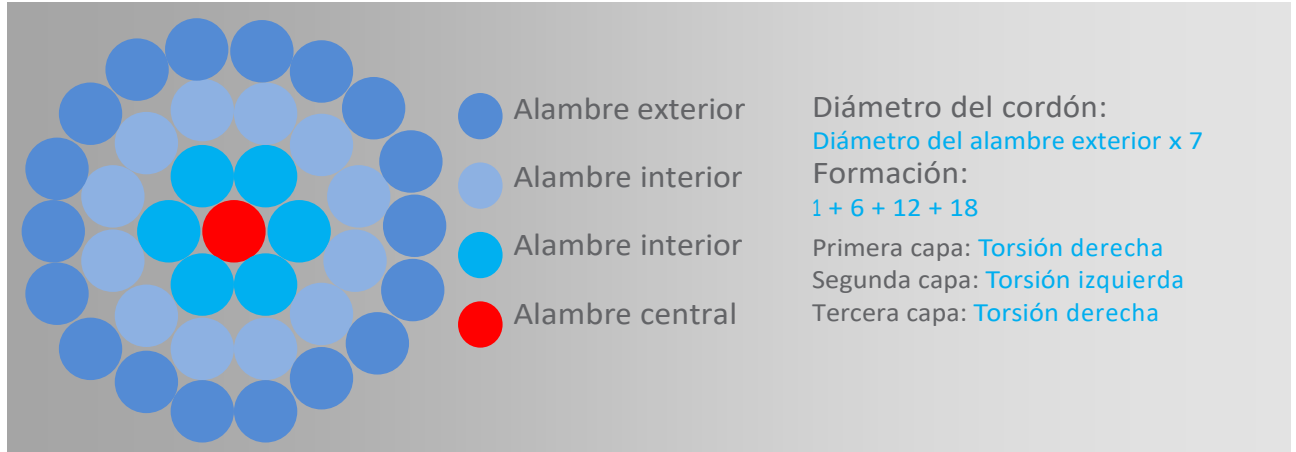 Alambre exterior
Alambre interior
Alambre interior
Alambre central
Diámetro del cordón:
Diámetro del alambre exterior x 7
Formación:
1 + 6 + 12 + 18
Primera capa: Torsión derecha
Segunda capa: Torsión izquierda
Tercera capa: Torsión derecha